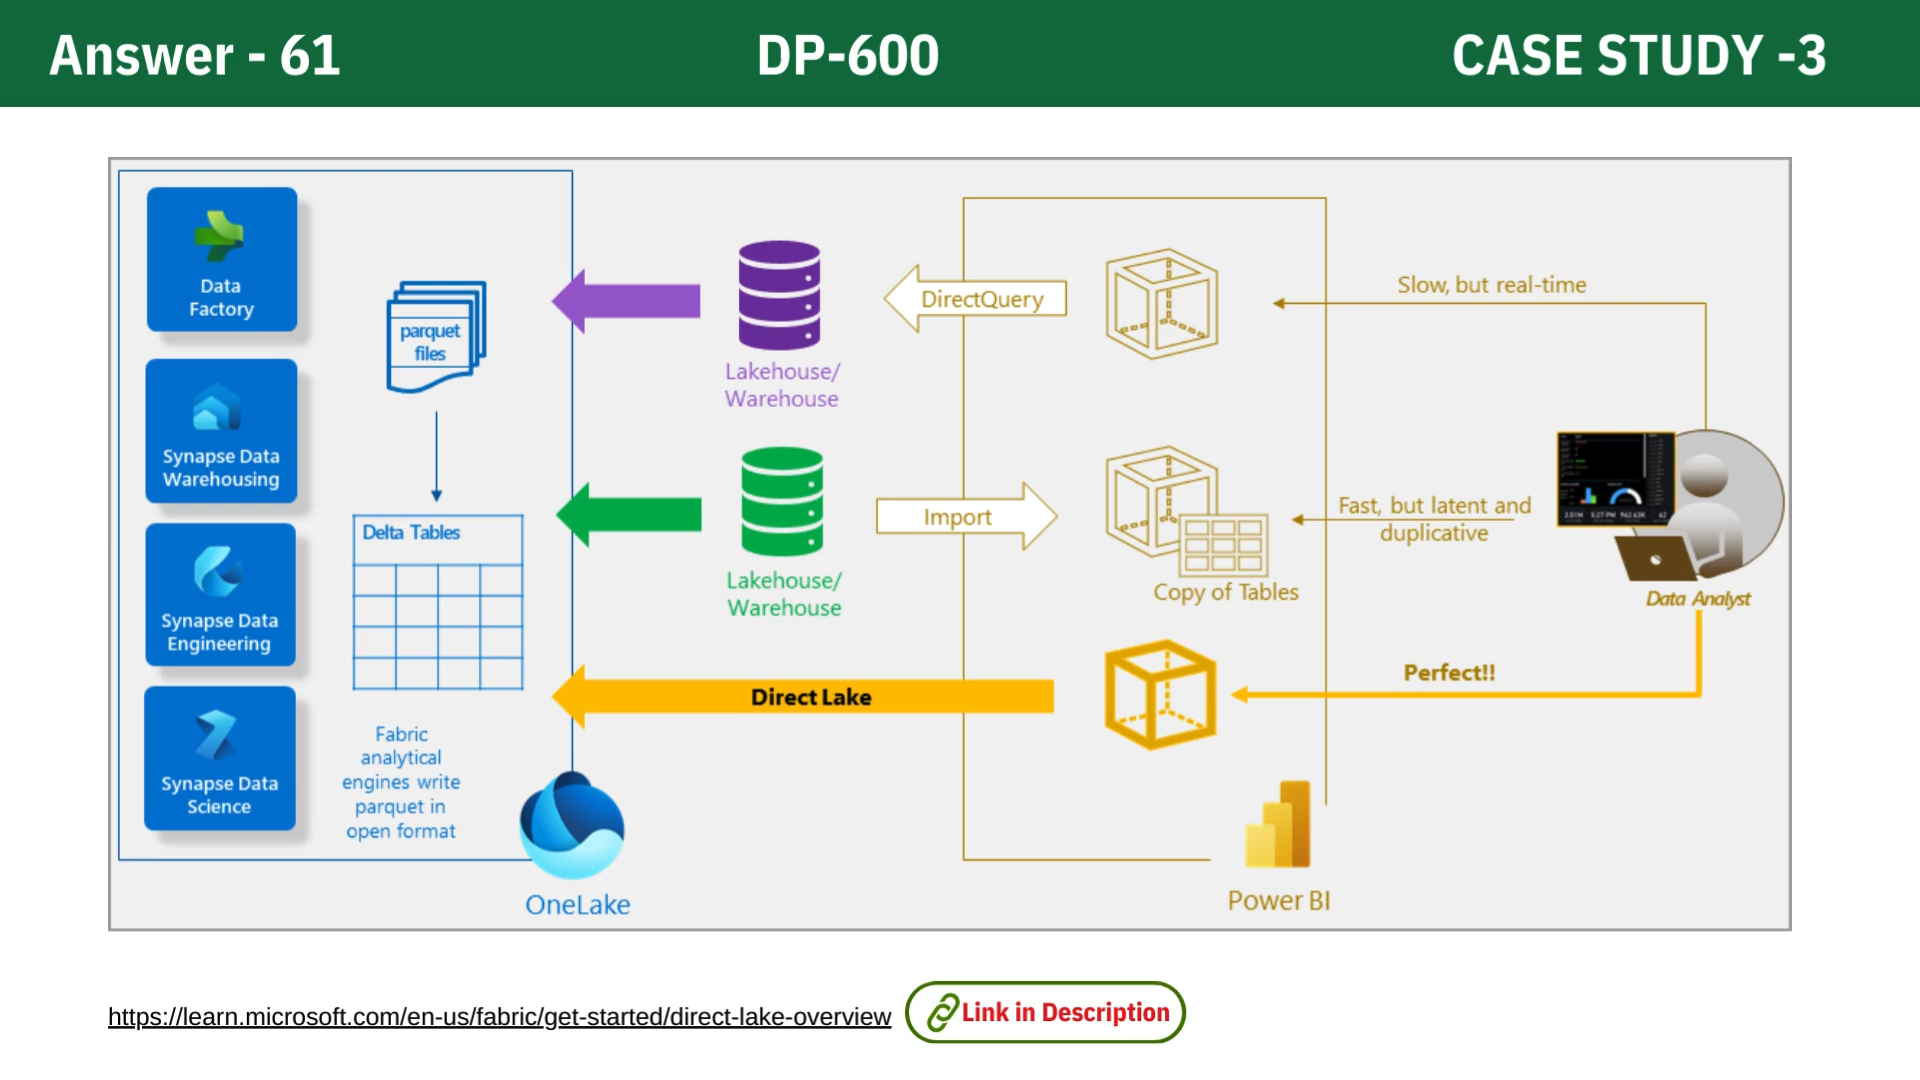 Answer - 61
DP-600
CASE STUDY -3
Data
Factory
Synapse Data
Warehousing
Synapse Data
Engineering
Synapse Data
Science
parquet
files
Delta Tables
Fabric
analytical
engines write
parquet in
open format
OneLake
Lakehouse/
Warehouse
Lakehouse/
Warehouse
DirectQuery
Import
Direct Lake
Copy of Tables
Power BI
Slow, but real-time
Fast, but latent and
duplicative
Perfect!!
Data Analyst
https://learn.microsoft.com/en-us/fabric/get-started/direct-lake-overview
Link in Description